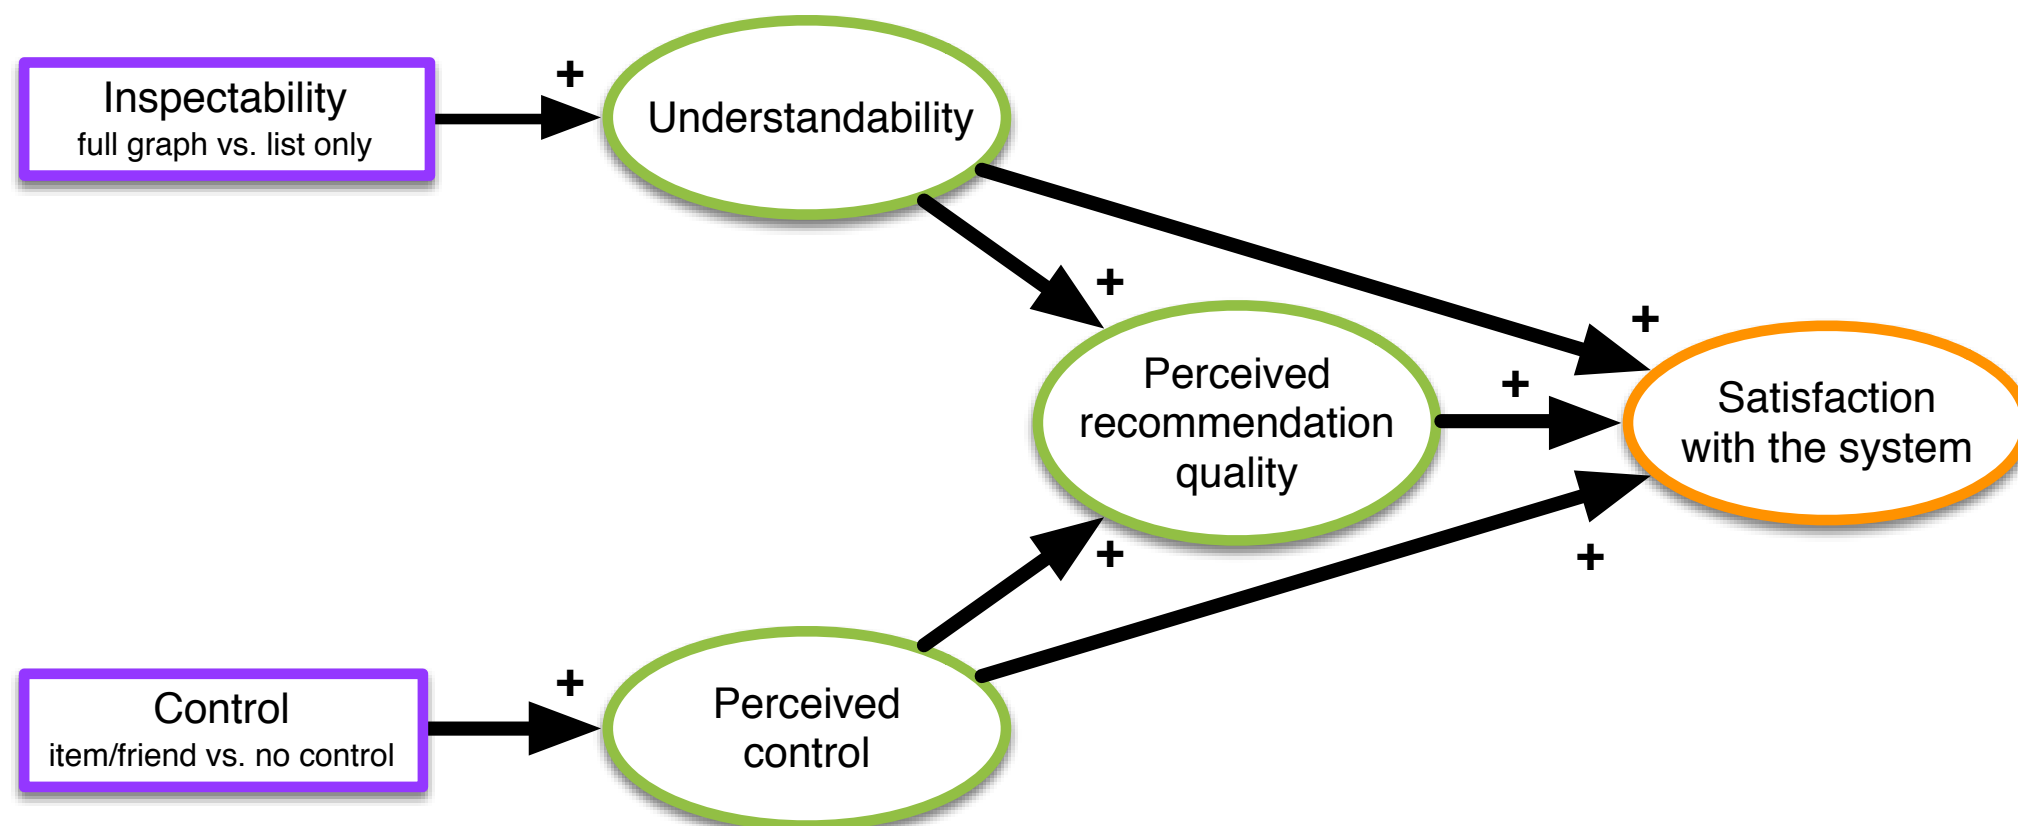 Inspectability
full graph vs. list only
+
Understandability
+
+
Perceived
recommendation
quality
+
Satisfaction
with the system
+
+
Control
item/friend vs. no control
+
Perceived
control